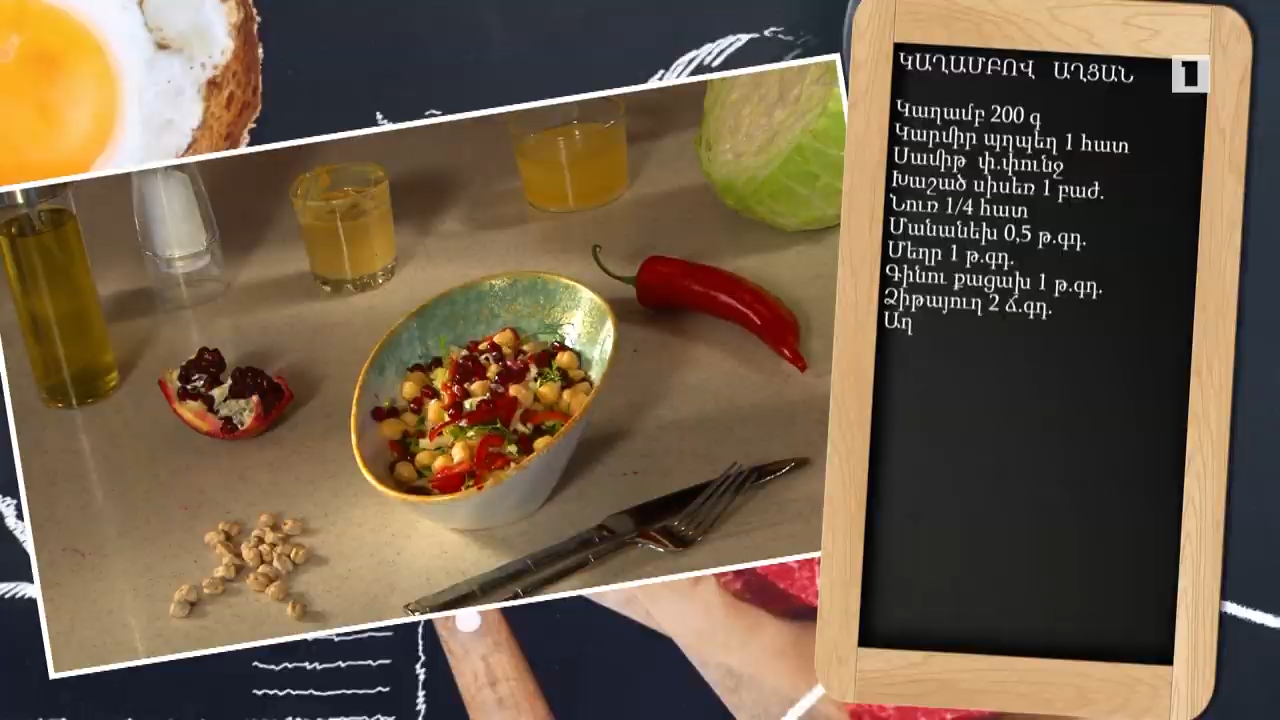 ԿԱՂԱՄԲՈՎ ԱՂՑԱՆ
1
Կաղամբ 200 գ
Կարմիր պղպեղ 1 հատ
Սամիթ փ.փունջ
Խաշած սիսեռ 1 բաժ.
Նուռ 1/4 հատ
Մանանեխ 0,5 թ.գդ.
Մեղր 1 թ.գդ.
Գինու քացախ 1 թ.գդ.
Ձիթայուղ 2 ճ.գդ.
Աղ